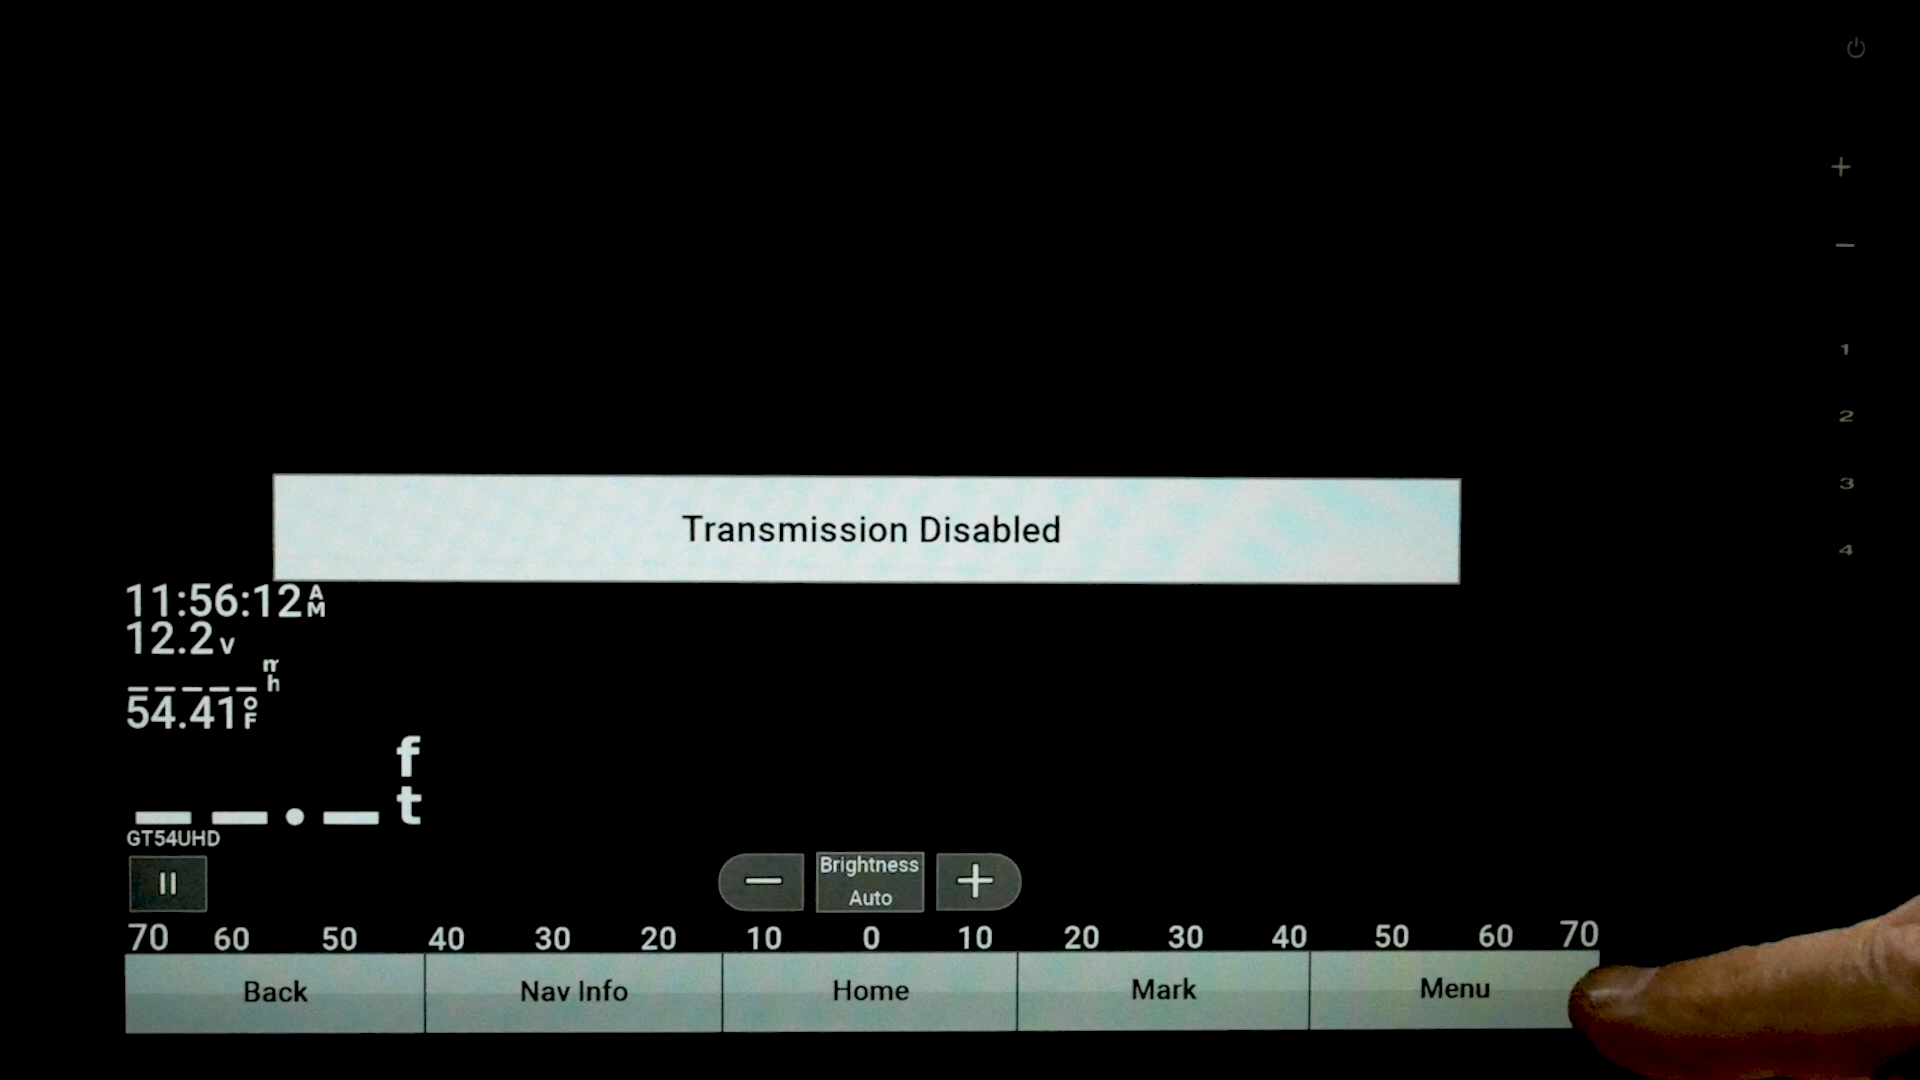 Transmission Disabled
11:56:12 AM
12.2 V
54.41 °F
__._ ft
GT54UHD
Brightness
Auto
70 60 50 40 30 20 10 0 10 20 30 40 50 60 70
Back Nav Info Home Mark Menu
1
2
3
4